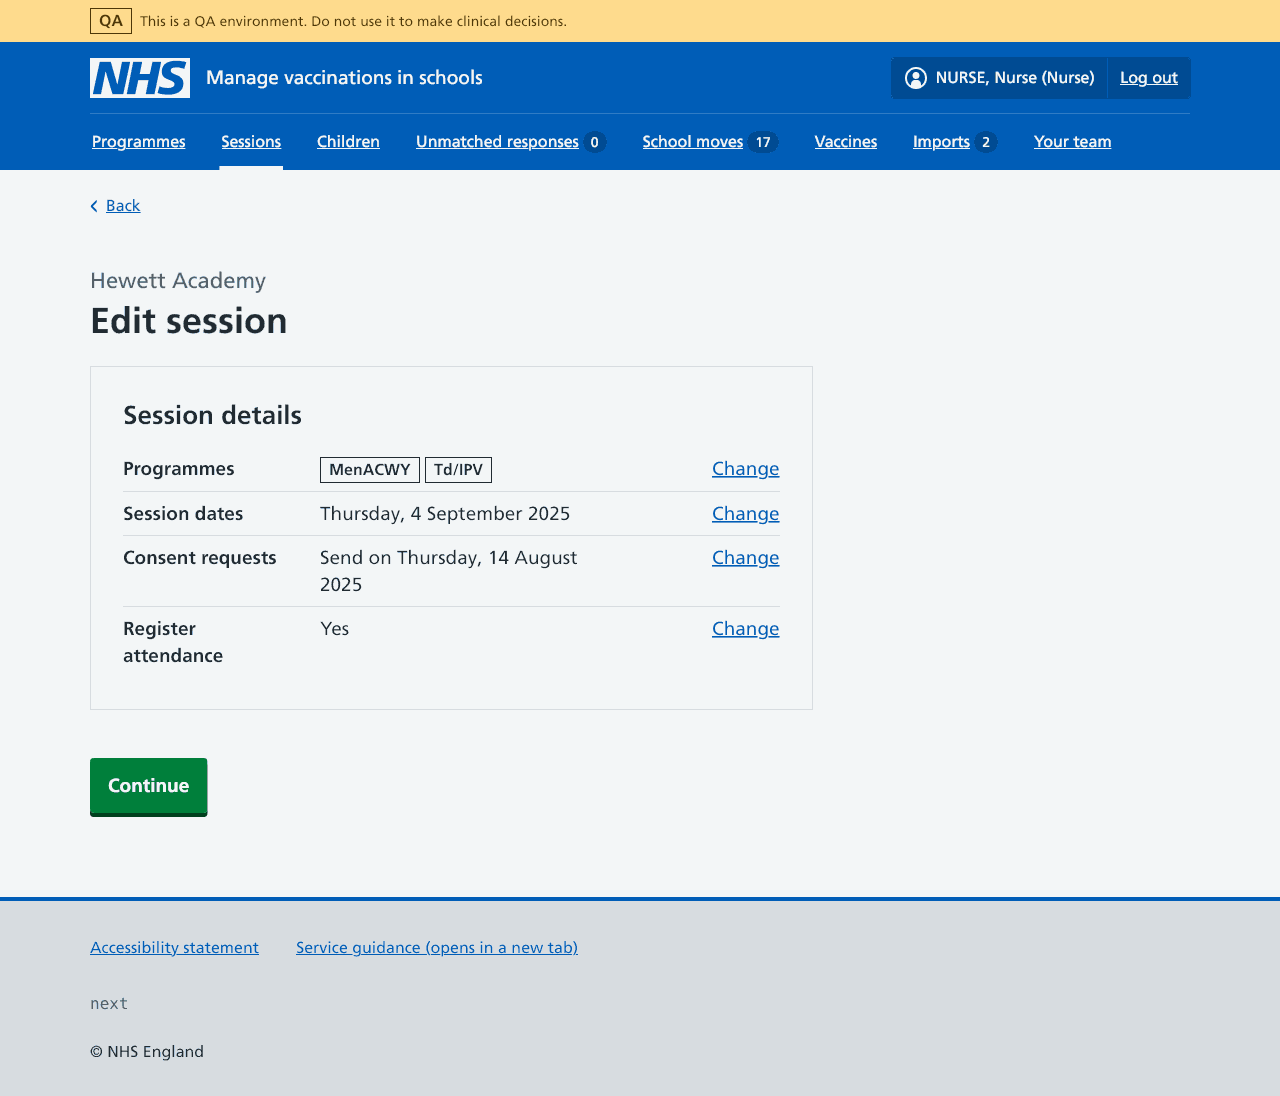 QA This is a QA environment. Do not use it to make clinical decisions.
NHS Manage vaccinations in schools NURSE, Nurse (Nurse) Log out
Programmes Sessions Children Unmatched responses 0 School moves 17 Vaccines Imports 2 Your team
Back
Hewett Academy
Edit session
Session details
Programmes MenACWY Td/IPV Change
Session dates Thursday, 4 September 2025 Change
Consent requests Send on Thursday, 14 August Change
2025
Register Yes Change
attendance
Continue
Accessibility statement Service guidance (opens in a new tab)
next
© NHS England